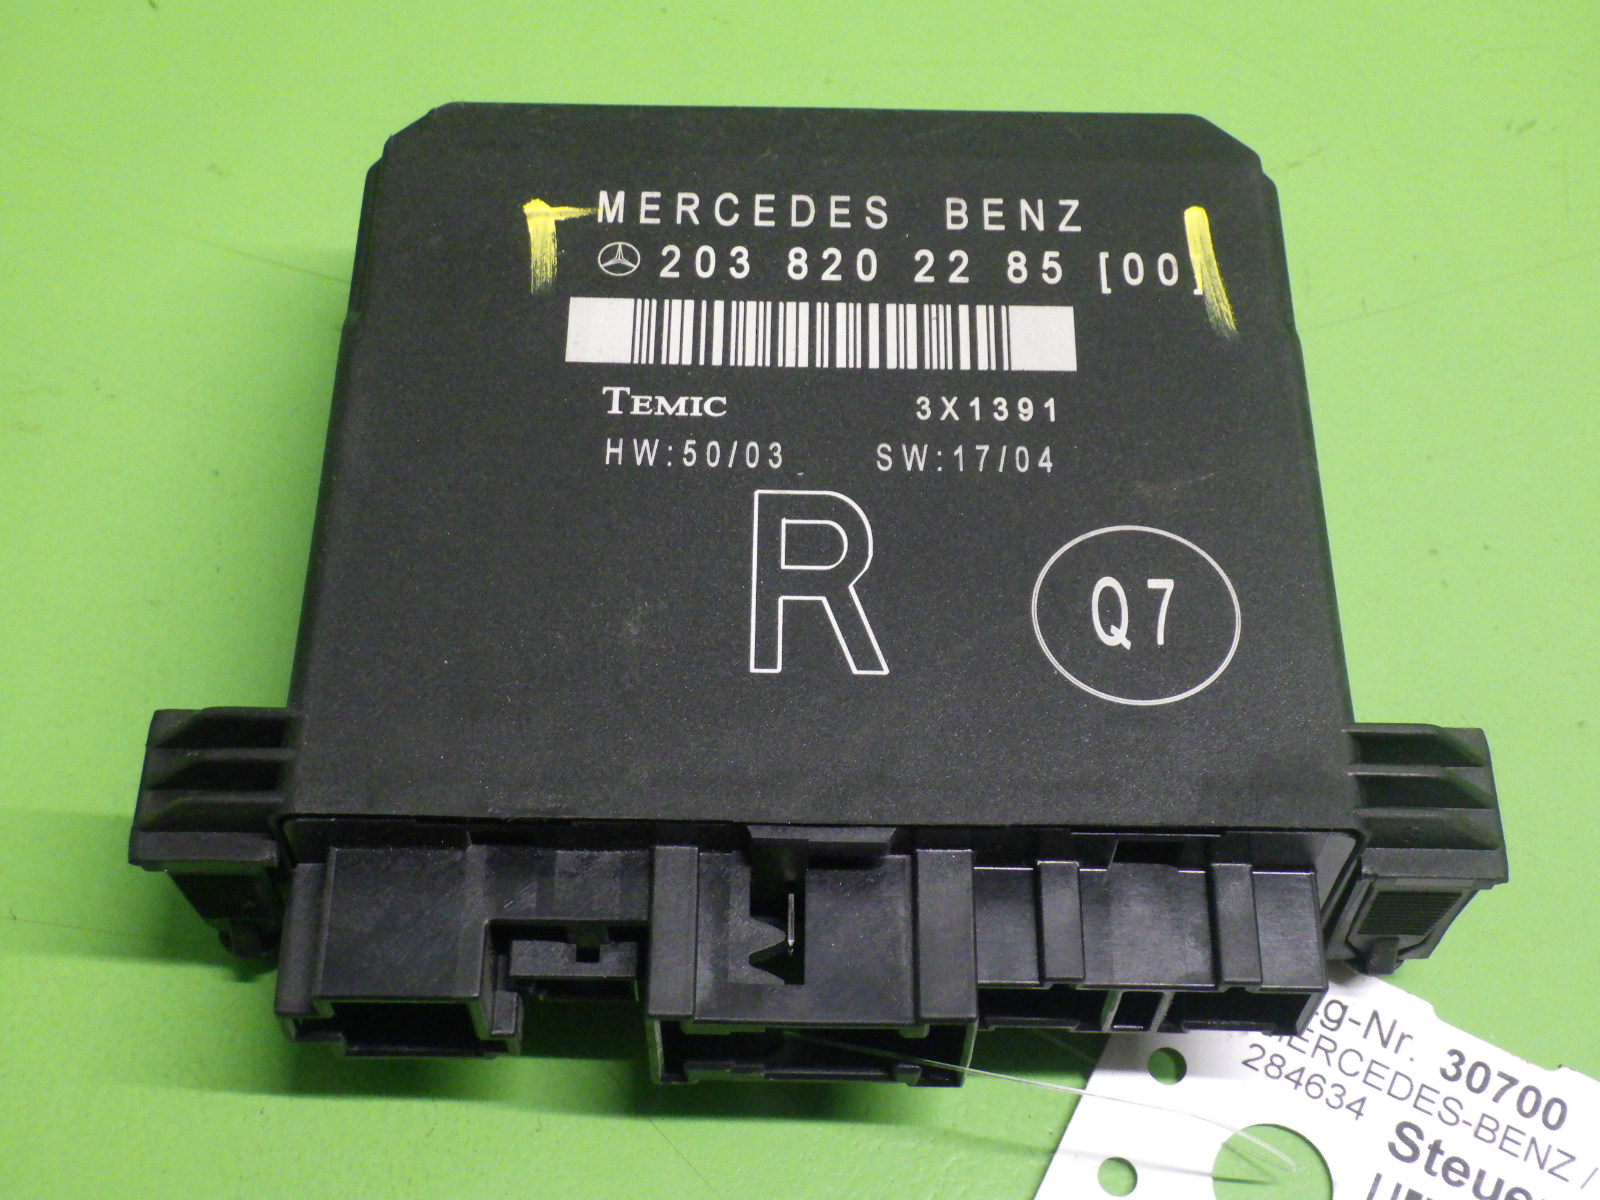 MERCEDES BENZ
203 820 22 85 [00]
TEMIC 3X1391
HW:50/03 SW:17/04
R
Q7
g-Nr. 30700
MERCEDES-BENZ /
284634